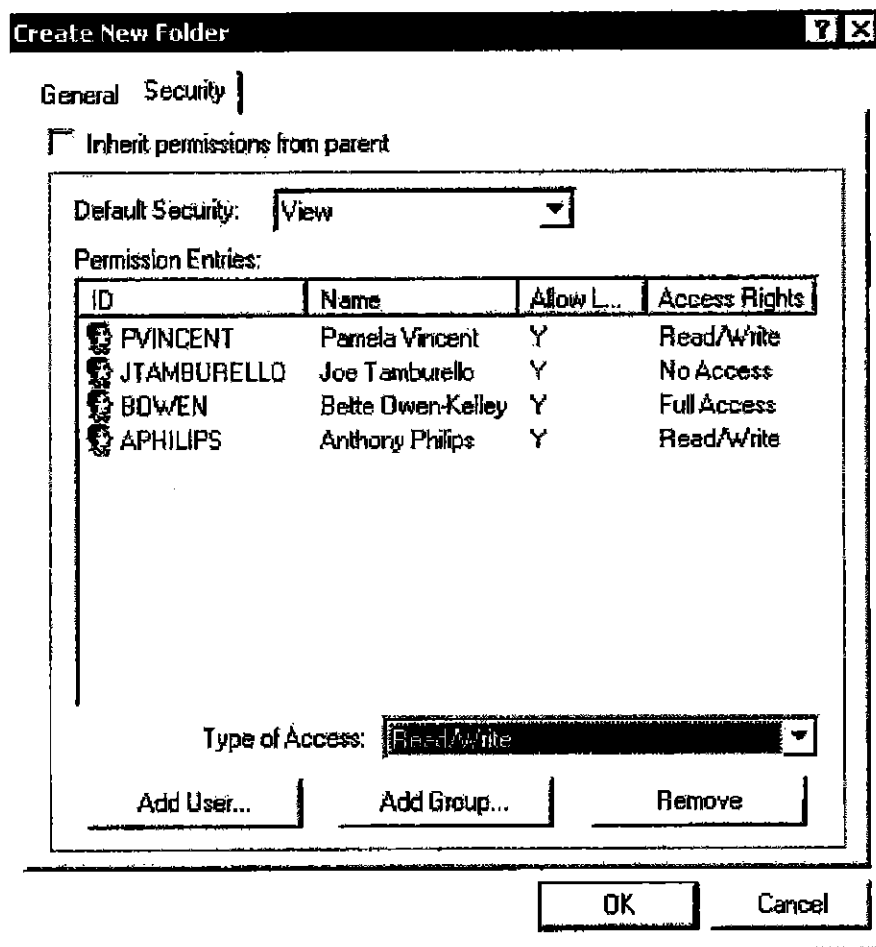 Create New Folder ? X
General Security
Inherit permissions from parent
Default Security: View
Permission Entries:
ID Name Allow L... Access Rights
PVINCENT Pamela Vincent Y Read/Write
JTAMBURELLO Joe Tamburello Y No Access
BOWEN Bette Owen-Kelley Y Full Access
APHILIPS Anthony Philips Y Read/Write
Type of Access: Read/Write
Add User... Add Group... Remove
OK Cancel